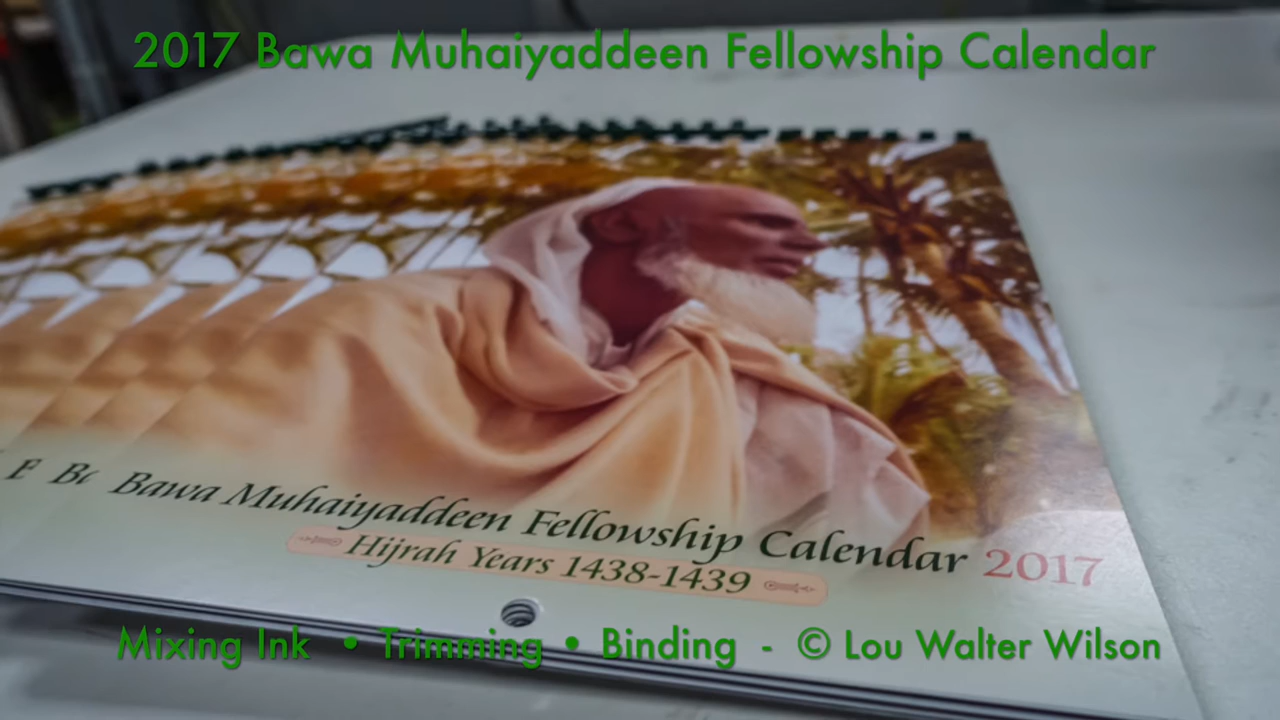 2017 Bawa Muhaiyaddeen Fellowship Calendar
Bawa Muhaiyaddeen Fellowship Calendar 2017
Hijrah Years 1438-1439
Mixing Ink • Trimming • Binding - © Lou Walter Wilson